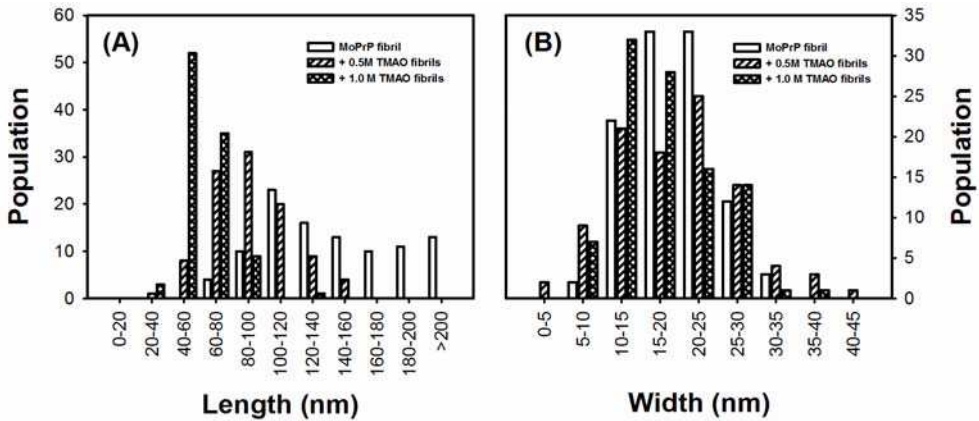 (A)
MoPrP fibril
+ 0.5M TMAO fibrils
+ 1.0 M TMAO fibrils
Population
60
50
40
30
20
10
0
0-20
20-40
40-60
60-80
80-100
100-120
120-140
140-160
160-180
180-200
>200
Length (nm)
(B)
MoPrP fibril
+ 0.5M TMAO fibrils
+ 1.0 M TMAO fibrils
35
30
25
20
15
10
5
0
Population
0-5
5-10
10-15
15-20
20-25
25-30
30-35
35-40
40-45
Width (nm)